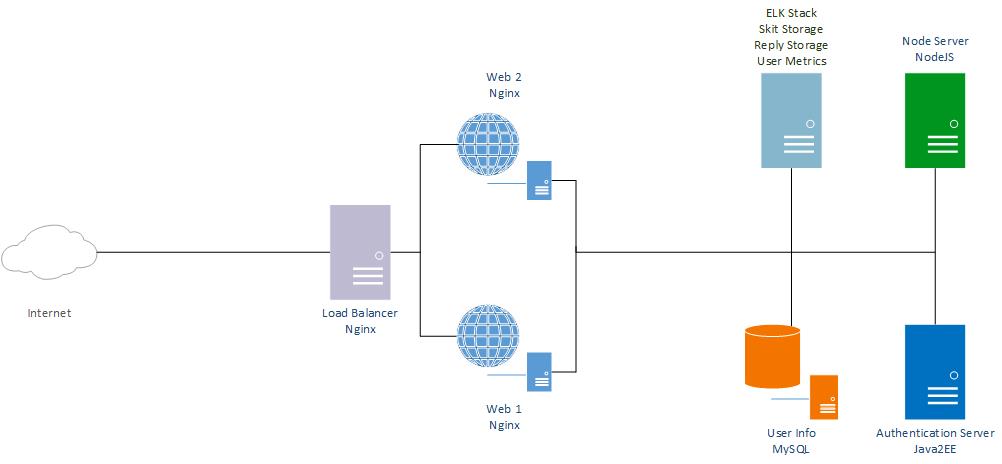 ELK Stack
Skit Storage
Reply Storage
User Metrics
Node Server
NodeJS
Web 2
Nginx
Internet
Load Balancer
Nginx
Web 1
Nginx
User Info
MySQL
Authentication Server
Java2EE